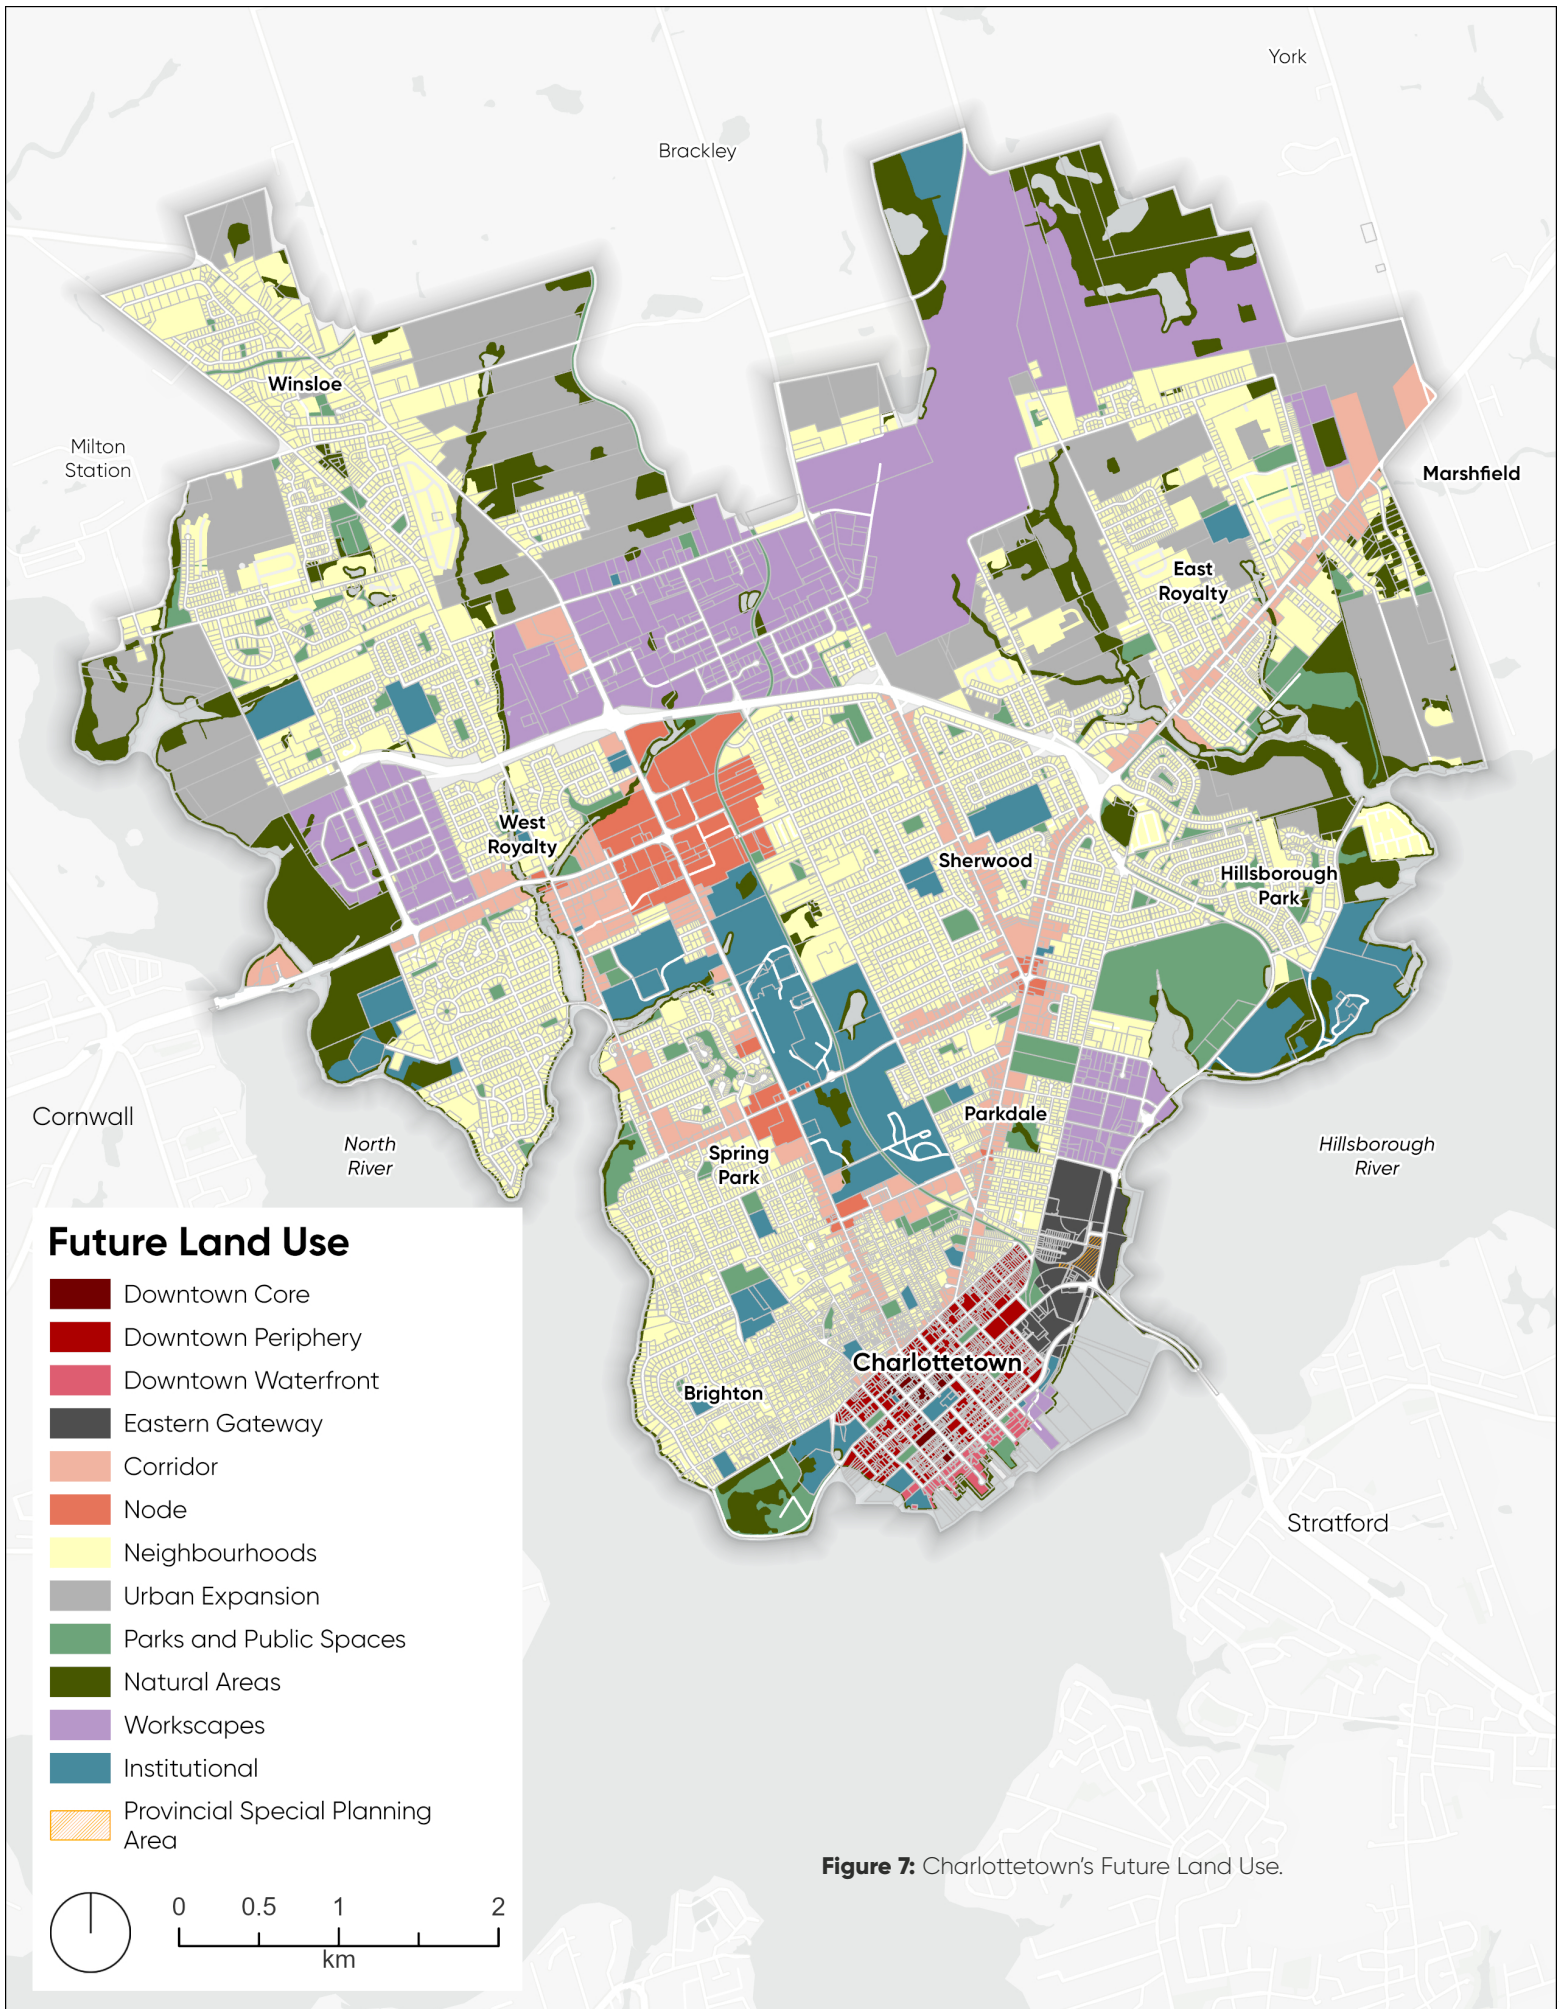 York
Brackley
Winsloe
Milton
Station
Marshfield
East
Royalty
West
Royalty
Sherwood
Hillsborough
Park
Cornwall
North
River
Parkdale
Spring
Park
Hillsborough
River
Charlottetown
Brighton
Stratford
Future Land Use
Downtown Core
Downtown Periphery
Downtown Waterfront
Eastern Gateway
Corridor
Node
Neighbourhoods
Urban Expansion
Parks and Public Spaces
Natural Areas
Workscapes
Institutional
Provincial Special Planning
Area
0 0.5 1 2
km
Figure 7: Charlottetown's Future Land Use.